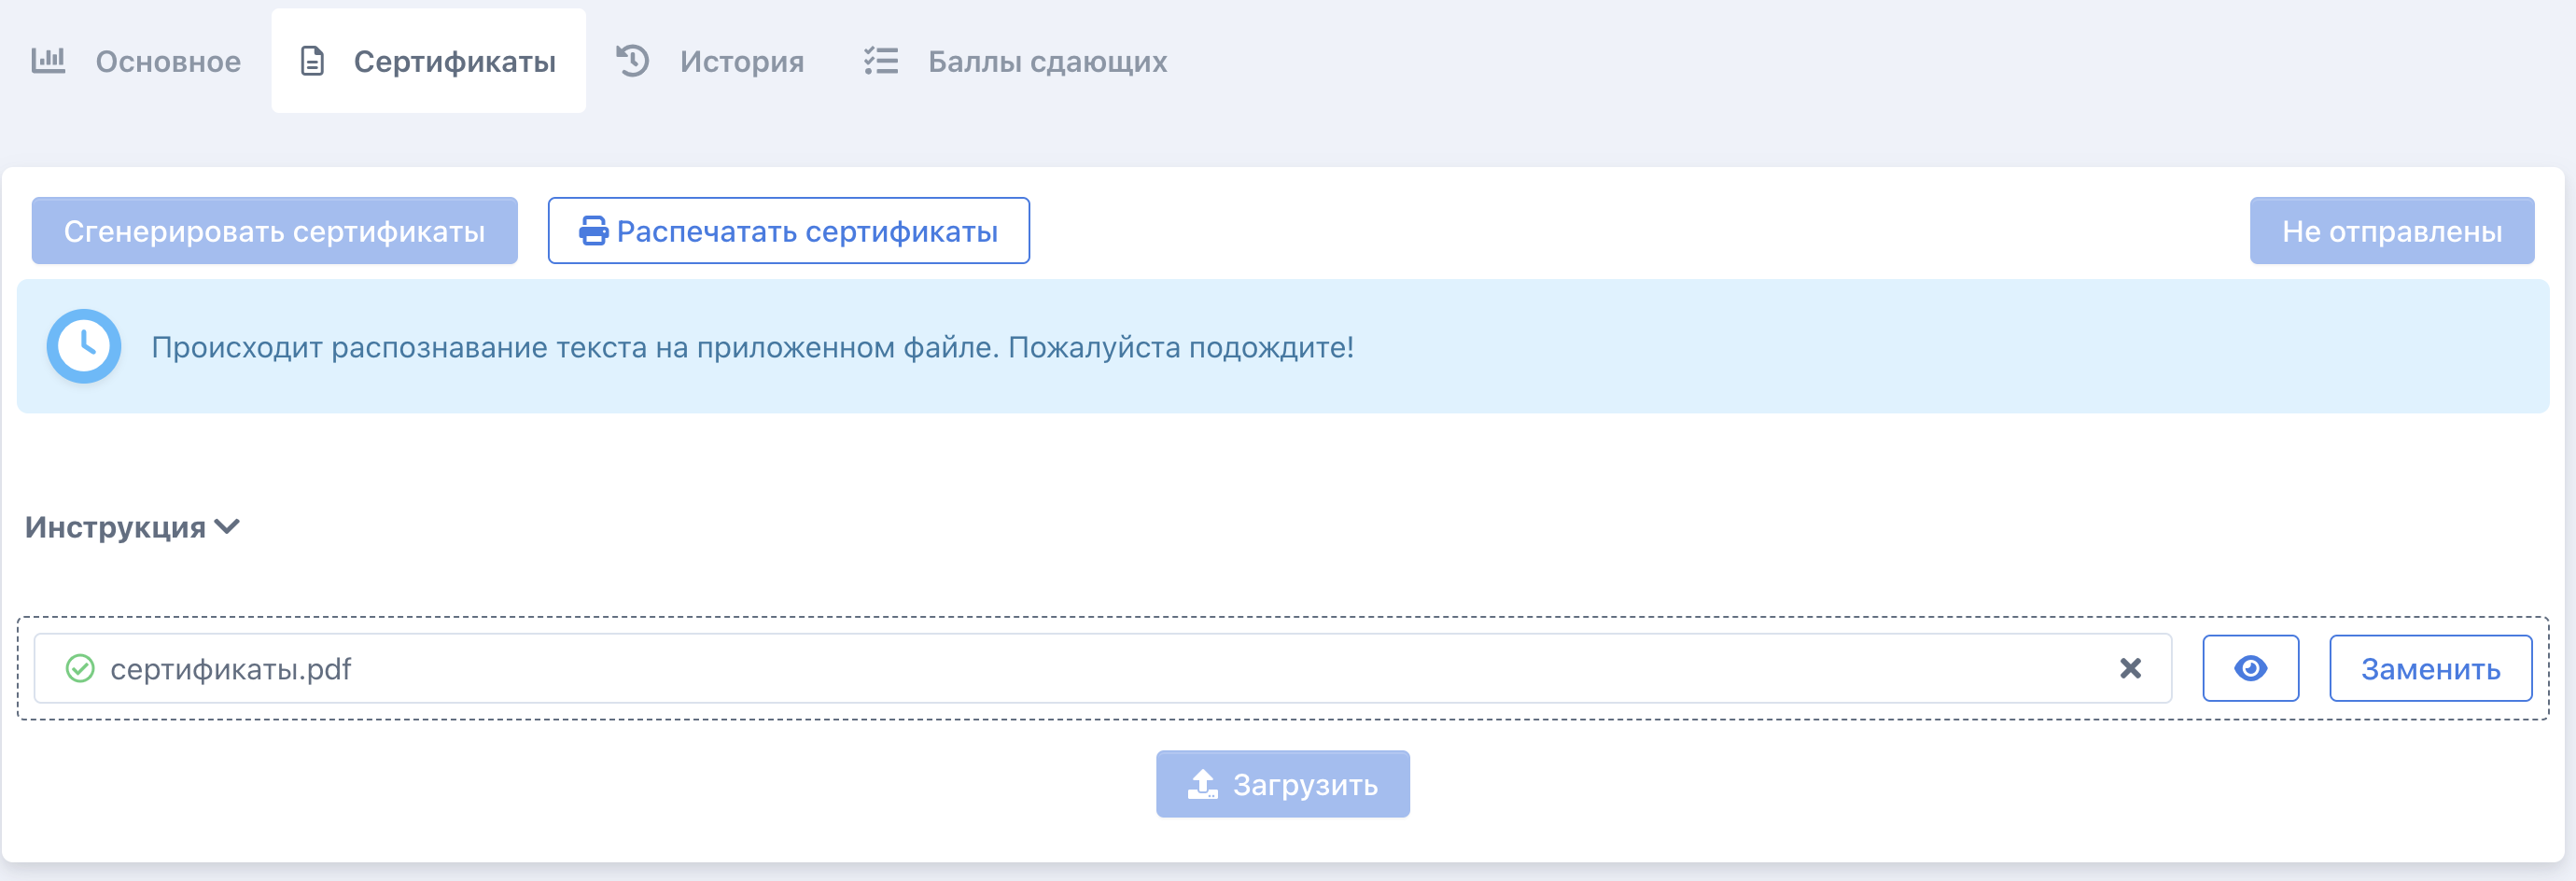 Основное Сертификаты История Баллы сдающих
Сгенерировать сертификаты Распечатать сертификаты Не отправлены
Происходит распознавание текста на приложенном файле. Пожалуйста подождите!
Инструкция
сертификаты.pdf Заменить
Загрузить